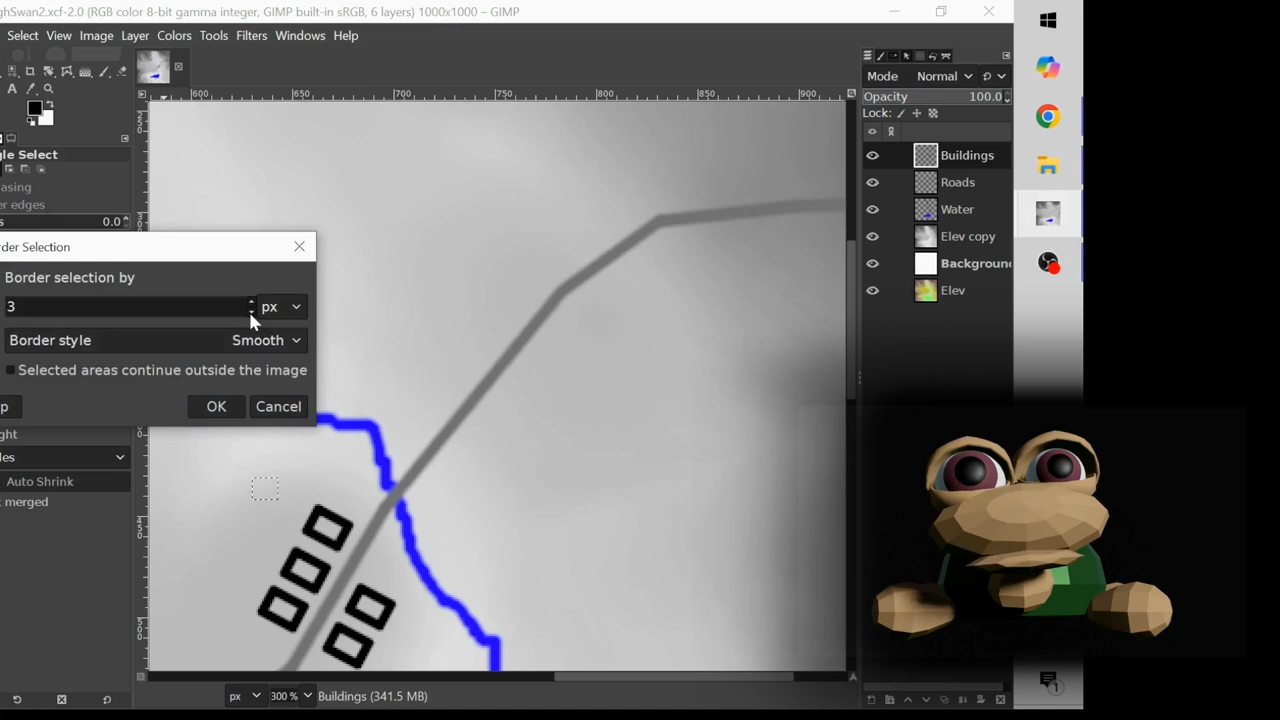 ghSwan2.xcf-2.0 (RGB color 8-bit gamma integer, GIMP built-in sRGB, 6 layers) 1000x1000 – GIMP
Select View Image Layer Colors Tools Filters Windows Help
600 650 700 750 800 850 900
Mode Normal
Opacity 100.0
Lock:
gle Select
asing
er edges
s 0.0
Buildings
Roads
Water
Elev copy
Background
Elev
rder Selection
Border selection by
3 px
Border style Smooth
Selected areas continue outside the image
p OK Cancel
ght
les
Auto Shrink
t merged
px 300 % Buildings (341.5 MB)
1